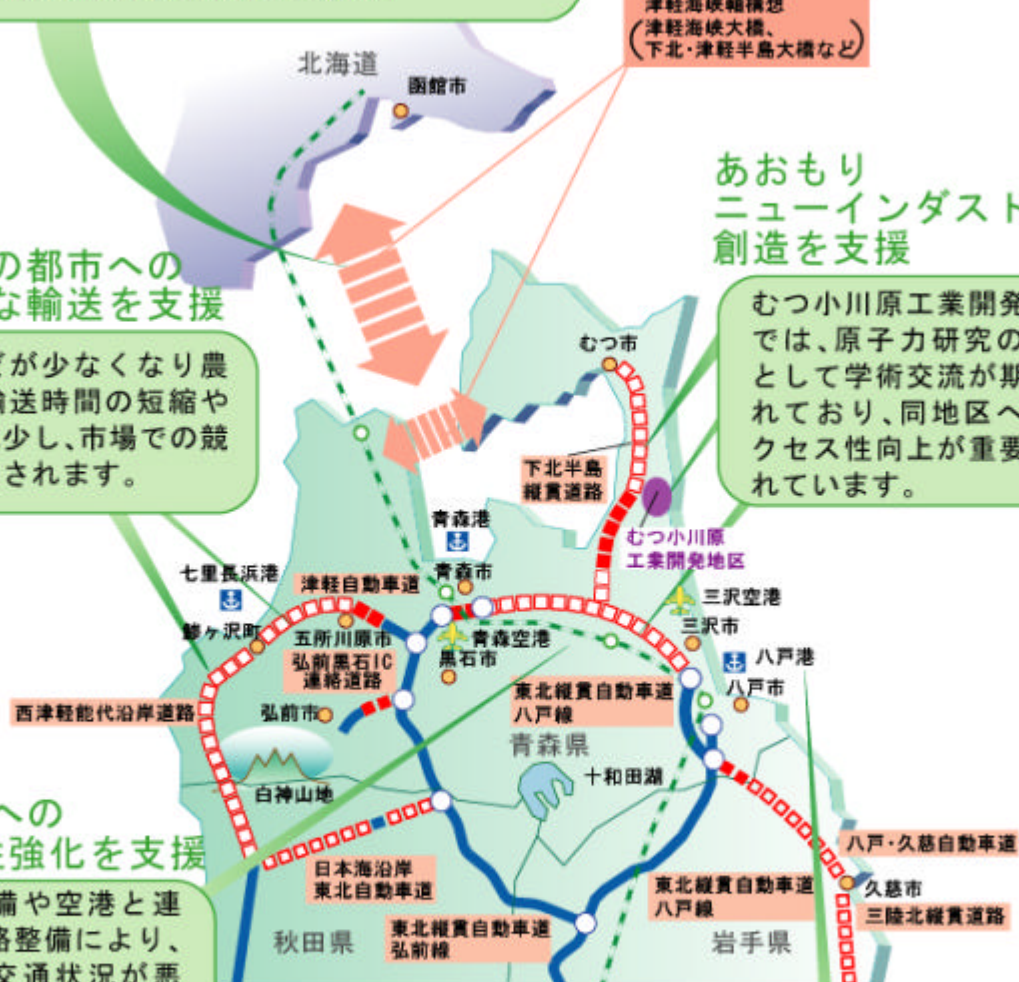 津軽海峡軸構想
(津軽海峡大橋、
下北・津軽半島大橋など)
北海道
函館市
あおもり
ニューインダスト
創造を支援
の都市への
な輸送を支援
むつ小川原工業開発
では、原子力研究の
として学術交流が期
れており、同地区へ
クセス性向上が重要
れています。
どが少なくなり農
輸送時間の短縮や
少し、市場での競
されます。
むつ市
下北半島
縦貫道路
むつ小川原
工業開発地区
青森港
青森市
七里長浜港
津軽自動車道
三沢空港
三沢市
鰺ヶ沢町
五所川原市
青森空港
黒石市
弘前黒石IC
連絡道路
八戸港
八戸市
西津軽能代沿岸道路
弘前市
東北縦貫自動車道
八戸線
青森県
十和田湖
白神山地
への
性強化を支援
八戸・久慈自動車道
日本海沿岸
東北自動車道
東北縦貫自動車道
八戸線
久慈市
三陸北縦貫道路
備や空港と連
路整備により、
交通状況が悪
秋田県
東北縦貫自動車道
弘前線
岩手県